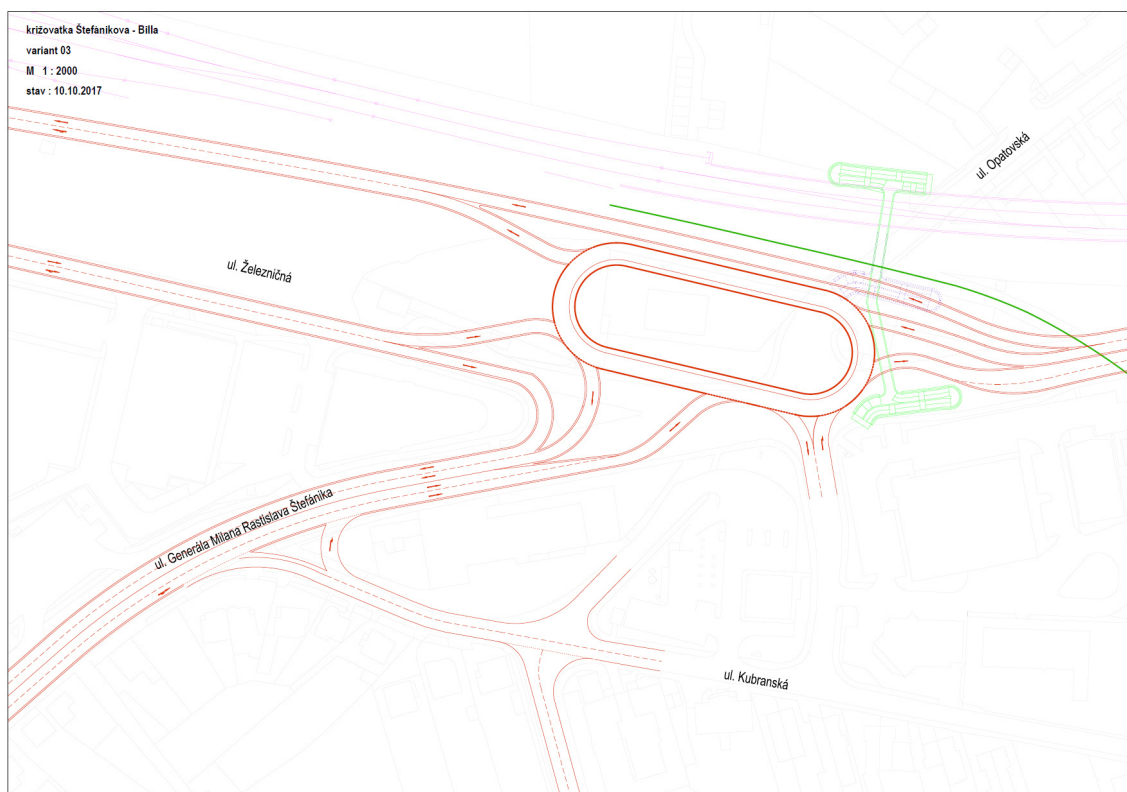 križovatka Štefánikova - Billa
variant 03
M 1 : 2000
stav : 10.10.2017
ul. Opatovská
ul. Železničná
ul. Generála Milana Rastislava Štefánika
ul. Kubranská